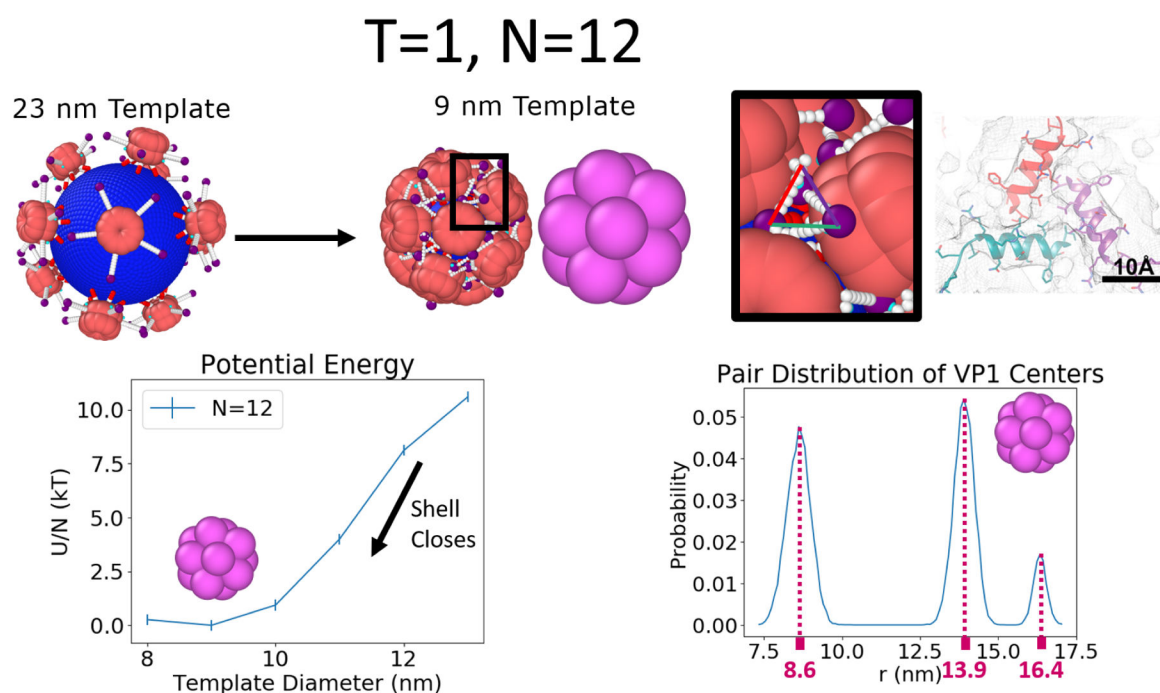 T=1, N=12
23 nm Template
9 nm Template
10Å
Potential Energy
N=12
10.0
7.5
5.0
2.5
0.0
U/N (kT)
Shell
Closes
8
10
12
Template Diameter (nm)
Pair Distribution of VP1 Centers
0.05
0.04
0.03
0.02
0.01
0.00
Probability
7.5
10.0
12.5
15.0
17.5
8.6
r (nm)
13.9
16.4